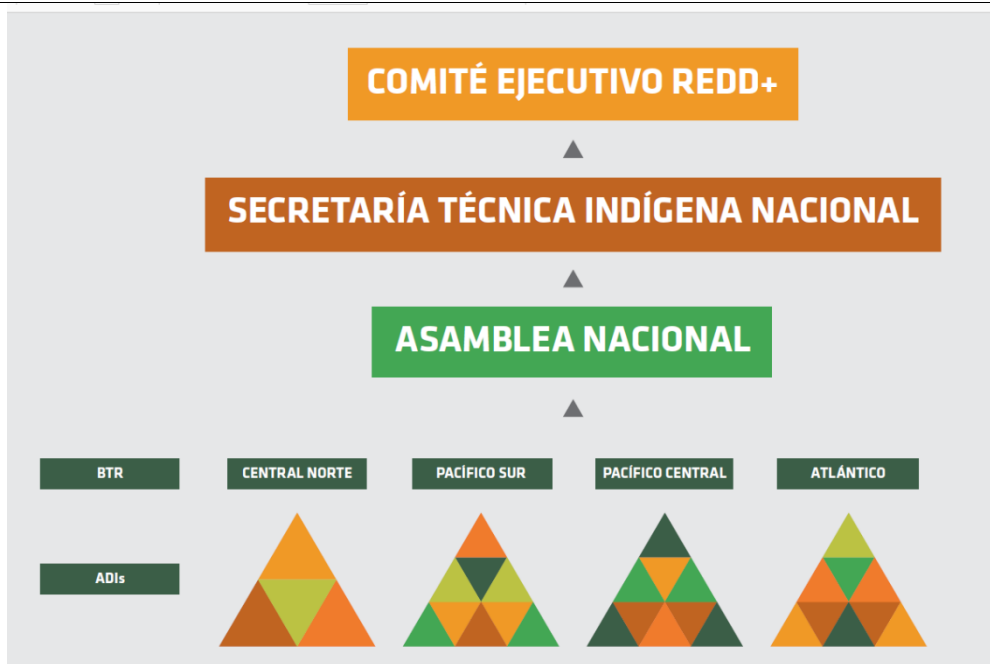 COMITÉ EJECUTIVO REDD+
SECRETARÍA TÉCNICA INDÍGENA NACIONAL
ASAMBLEA NACIONAL
BTR
CENTRAL NORTE
PACÍFICO SUR
PACÍFICO CENTRAL
ATLÁNTICO
ADIs